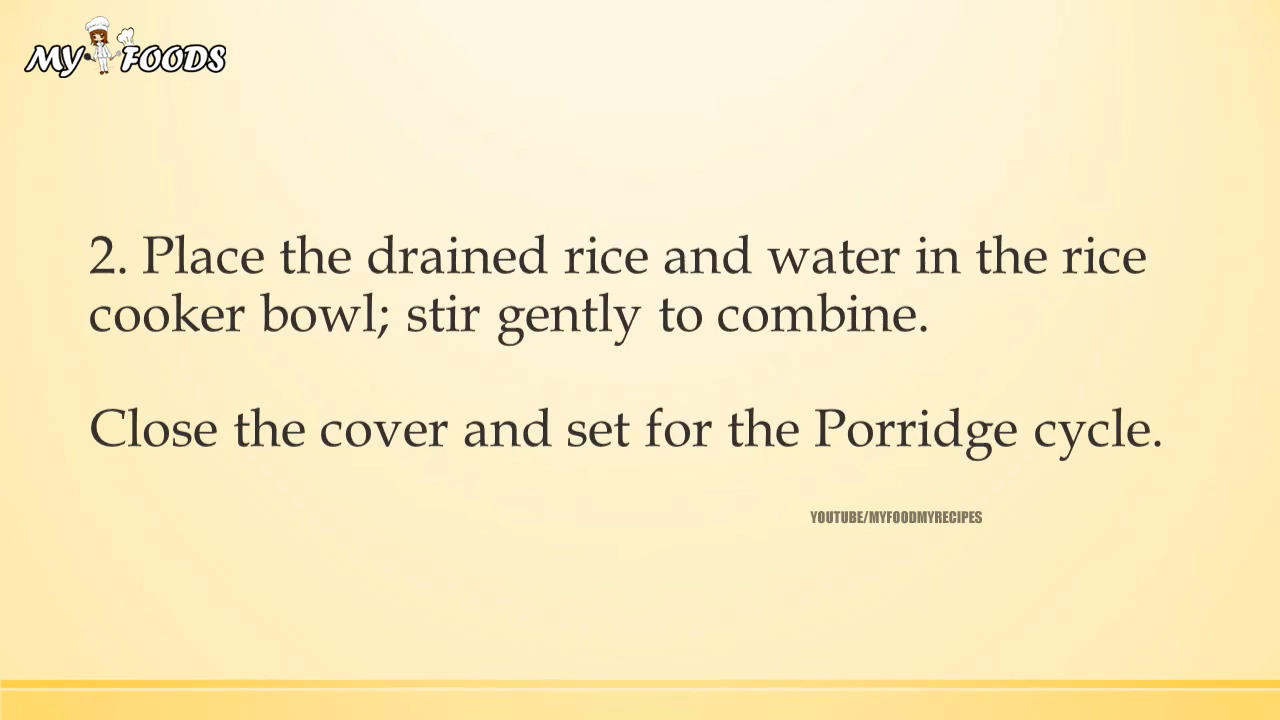 MY FOODS
2. Place the drained rice and water in the rice
cooker bowl; stir gently to combine.
Close the cover and set for the Porridge cycle.
YOUTUBE/MYFOODMYRECIPES